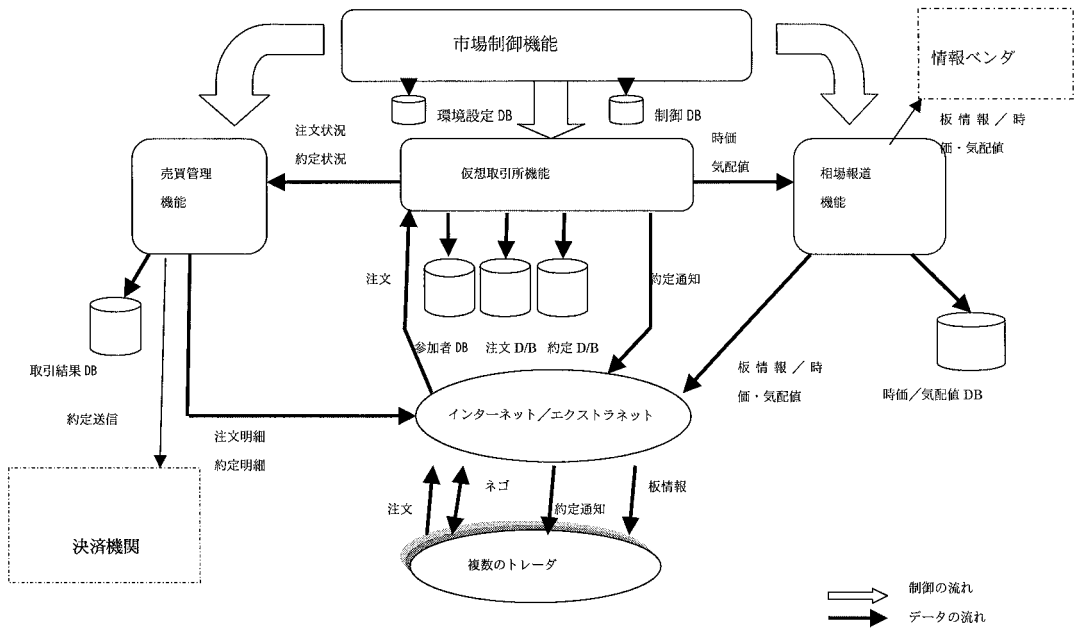 市場制御機能
情報ベンダ
環境設定 DB
制御 DB
注文状況
約定状況
時価
気配値
板 情 報 ／ 時
価・気配値
売買管理
機能
仮想取引所機能
相場報道
機能
注文
約定通知
参加者 DB
注文 D/B
約定 D/B
取引結果 DB
板 情 報 ／ 時
価・気配値
時価／気配値 DB
約定送信
インターネット／エクストラネット
注文明細
約定明細
注文
ネゴ
約定通知
板情報
決済機関
複数のトレーダ
制御の流れ
データの流れ